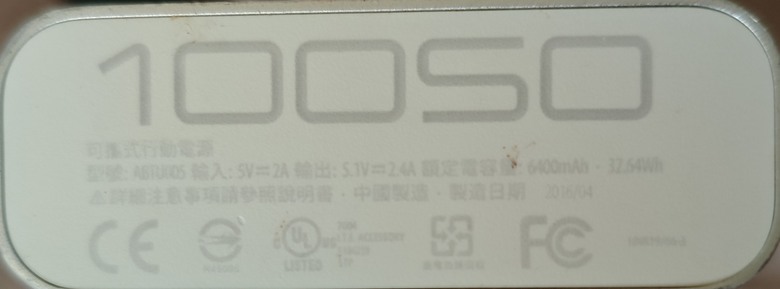 10050
可攜式行動電源
型號: ABTU005 輸入: 5V⎓2A 輸出: 5.1V⎓2.4A 額定電容量: 6400mAh · 32.64Wh
詳細注意事項請參照說明書 · 中國製造 · 製造日期 2016/04
CE UL FC
LISTED